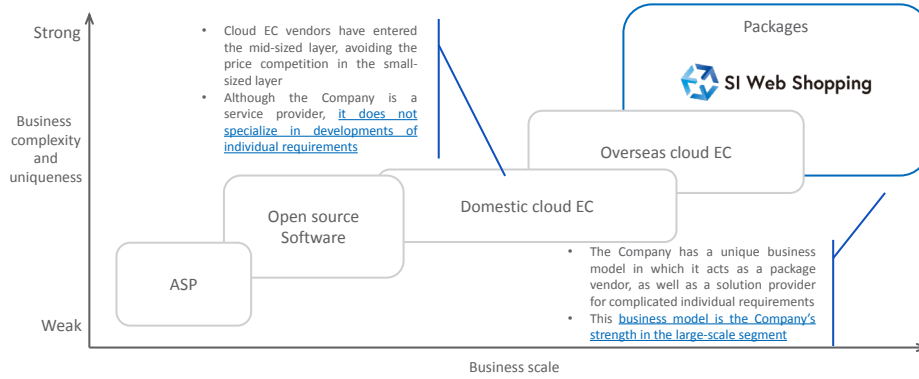 Strong
Business
complexity
and
uniqueness
Weak
• Cloud EC vendors have entered
the mid-sized layer, avoiding the
price competition in the small-
sized layer
• Although the Company is a
service provider, it does not
specialize in developments of
individual requirements
Packages
SI Web Shopping
Overseas cloud EC
Domestic cloud EC
Open source
Software
ASP
• The Company has a unique business
model in which it acts as a package
vendor, as well as a solution provider
for complicated individual requirements
• This business model is the Company's
strength in the large-scale segment
Business scale